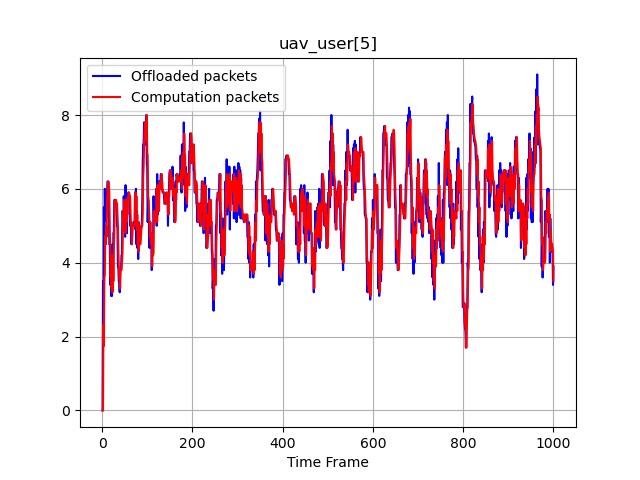 uav_user[5]
Offloaded packets
Computation packets
8
6
4
2
0
0 200 400 600 800 1000
Time Frame